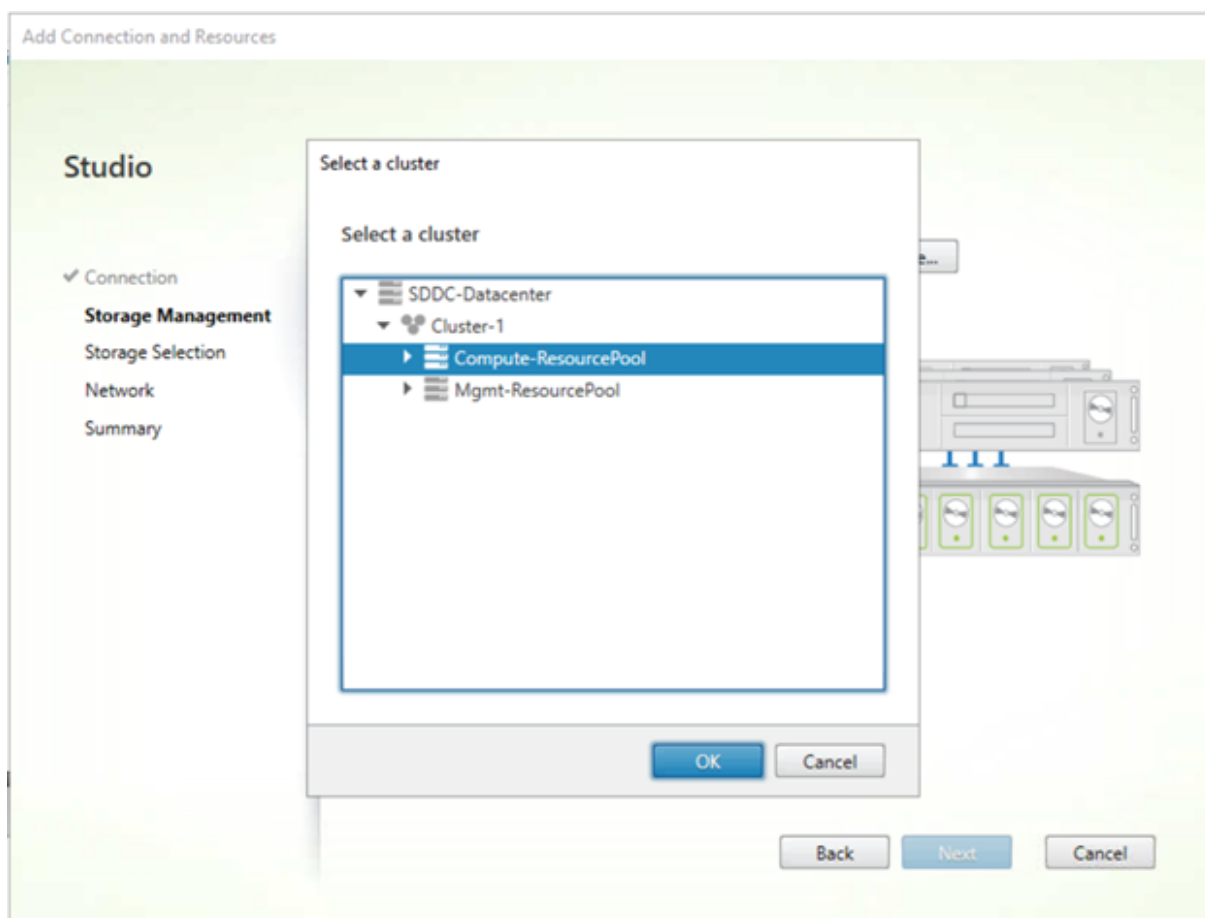 Add Connection and Resources
Studio
Connection
Storage Management
Storage Selection
Network
Summary
Select a cluster
Select a cluster
SDDC-Datacenter
Cluster-1
Compute-ResourcePool
Mgmt-ResourcePool
OK Cancel
Back Next Cancel